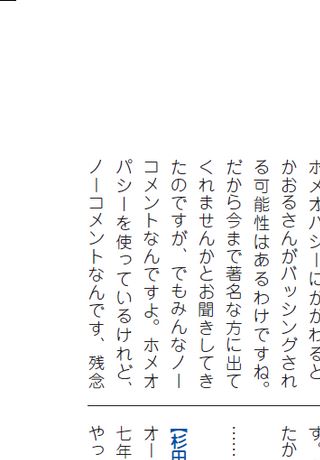 ホメオパシーにかかわると
かおるさんがバッシングされ
る可能性はあるわけですね。
だから今まで著名な方に出て
くれませんかとお聞きしてき
たのですが、でもみんなノー
コメントなんですよ。ホメオ
パシーを使っているけれど、
ノーコメントなんです、残念
す。
たか
……
【杉田
オー
七年
やっ